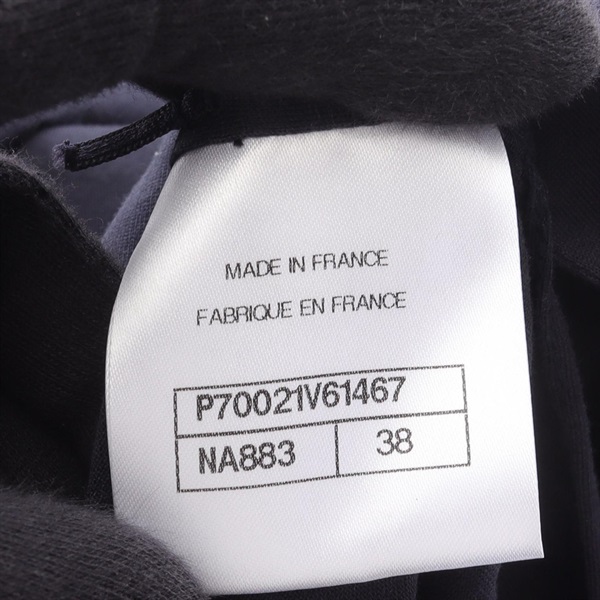 MADE IN FRANCE
FABRIQUE EN FRANCE
P70021V61467
NA883 38